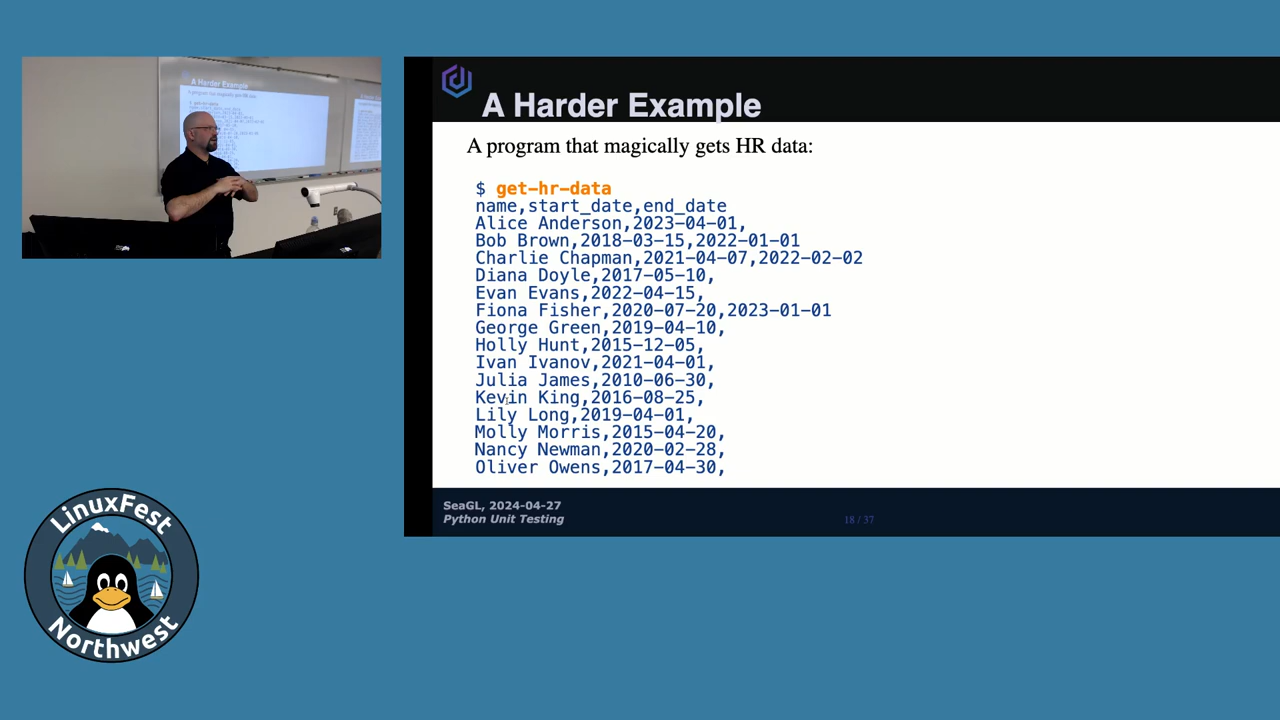 A Harder Example
A program that magically gets HR data:
$ get-hr-data
name,start_date,end_date
Alice Anderson,2023-04-01,
Bob Brown,2018-03-15,2022-01-01
Charlie Chapman,2021-04-07,2022-02-02
Diana Doyle,2017-05-10,
Evan Evans,2022-04-15,
Fiona Fisher,2020-07-20,2023-01-01
George Green,2019-04-10,
Holly Hunt,2015-12-05,
Ivan Ivanov,2021-04-01,
Julia James,2010-06-30,
Kevin King,2016-08-25,
Lily Long,2019-04-01,
Molly Morris,2015-04-20,
Nancy Newman,2020-02-28,
Oliver Owens,2017-04-30,
SeaGL, 2024-04-27
Python Unit Testing
18 / 37
A Harder Example
LinuxFest
Northwest